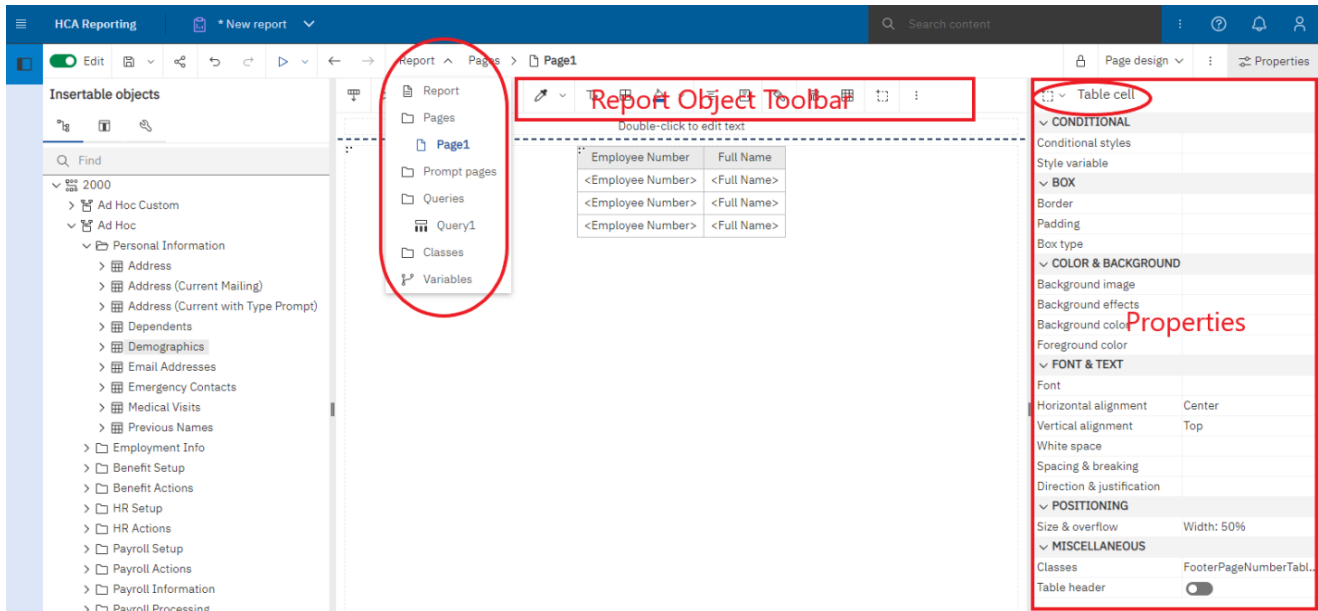 HCA Reporting
* New report
Search content
Edit
Report
Pages
>
Page1
Page design
Properties
Insertable objects
Find
2000
Ad Hoc Custom
Ad Hoc
Personal Information
Address
Address (Current Mailing)
Address (Current with Type Prompt)
Dependents
Demographics
Email Addresses
Emergency Contacts
Medical Visits
Previous Names
Employment Info
Benefit Setup
Benefit Actions
HR Setup
HR Actions
Payroll Setup
Payroll Actions
Payroll Information
Payroll Processing
Report
Pages
Page1
Prompt pages
Queries
Query1
Classes
Variables
Report Object Toolbar
Double-click to edit text
Employee Number Full Name
<Employee Number> <Full Name>
<Employee Number> <Full Name>
<Employee Number> <Full Name>
Table cell
CONDITIONAL
Conditional styles
Style variable
BOX
Border
Padding
Box type
COLOR & BACKGROUND
Background image
Background effects
Background color
Properties
Foreground color
FONT & TEXT
Font
Horizontal alignment Center
Vertical alignment Top
White space
Spacing & breaking
Direction & justification
POSITIONING
Size & overflow Width: 50%
MISCELLANEOUS
Classes FooterPageNumberTabl..
Table header